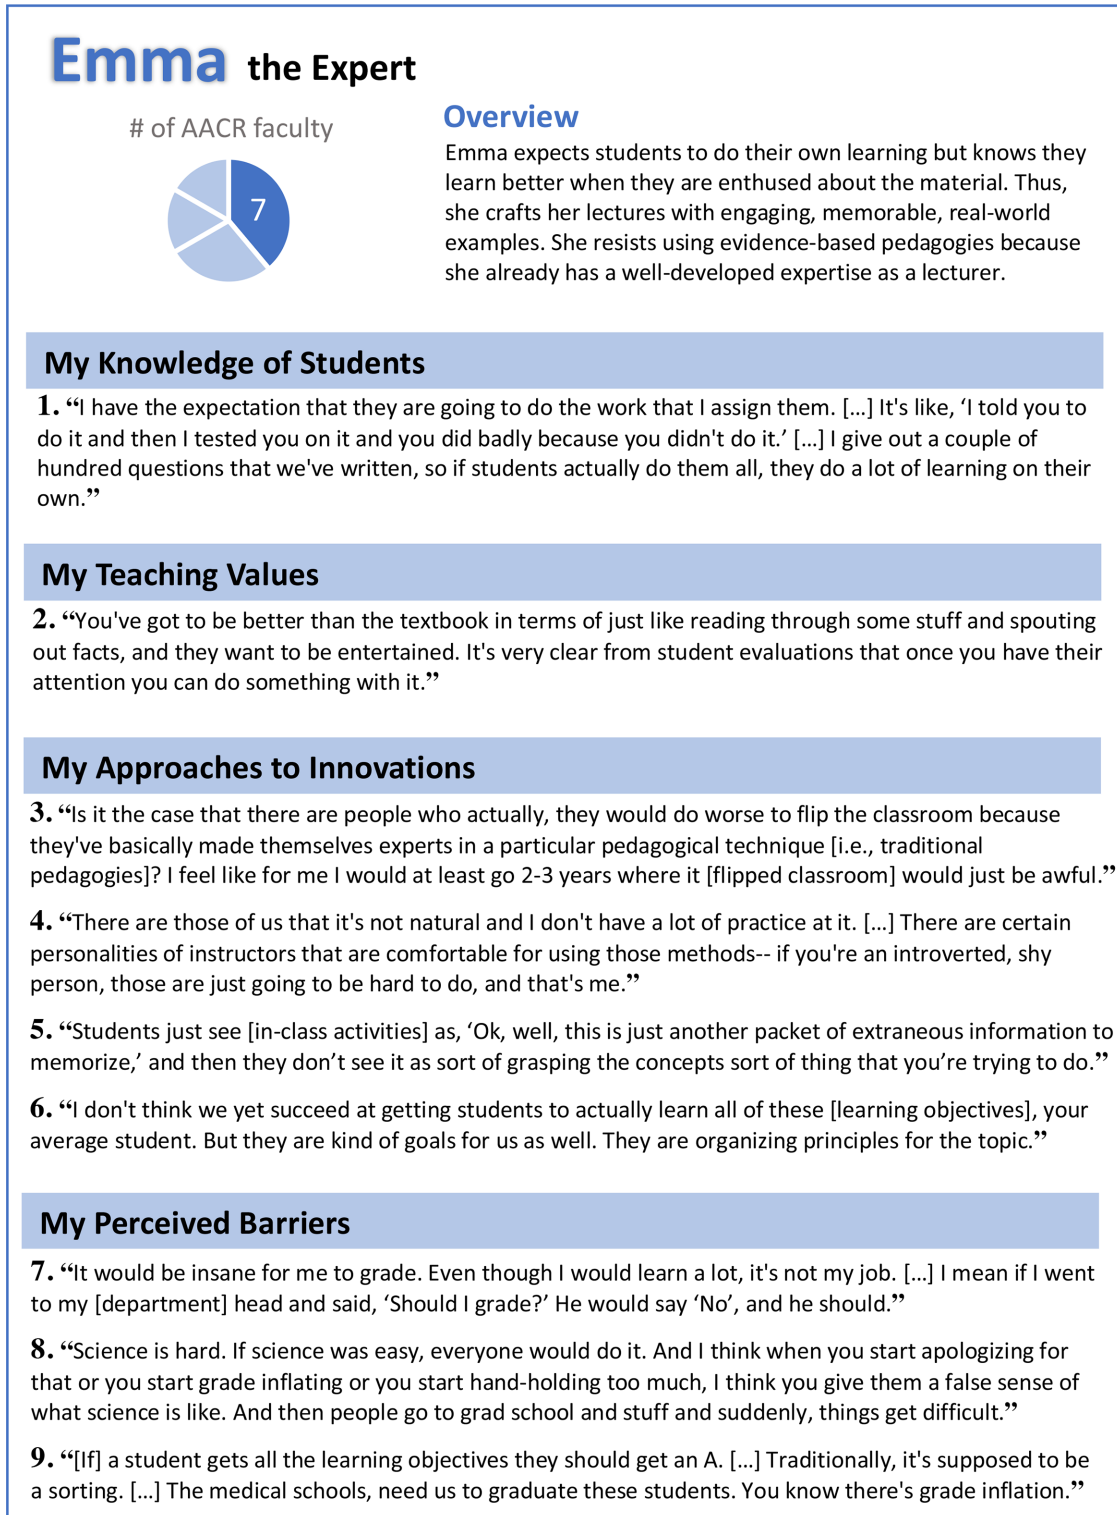 Emma the Expert
# of AACR faculty
7
Overview
Emma expects students to do their own learning but knows they
learn better when they are enthused about the material. Thus,
she crafts her lectures with engaging, memorable, real-world
examples. She resists using evidence-based pedagogies because
she already has a well-developed expertise as a lecturer.
My Knowledge of Students
1. “I have the expectation that they are going to do the work that I assign them. [...] It's like, ‘I told you to
do it and then I tested you on it and you did badly because you didn't do it.’ [...] I give out a couple of
hundred questions that we've written, so if students actually do them all, they do a lot of learning on their
own.”
My Teaching Values
2. “You've got to be better than the textbook in terms of just like reading through some stuff and spouting
out facts, and they want to be entertained. It's very clear from student evaluations that once you have their
attention you can do something with it.”
My Approaches to Innovations
3. “Is it the case that there are people who actually, they would do worse to flip the classroom because
they've basically made themselves experts in a particular pedagogical technique [i.e., traditional
pedagogies]? I feel like for me I would at least go 2-3 years where it [flipped classroom] would just be awful.”
4. “There are those of us that it's not natural and I don't have a lot of practice at it. [...] There are certain
personalities of instructors that are comfortable for using those methods-- if you're an introverted, shy
person, those are just going to be hard to do, and that's me.”
5. “Students just see [in-class activities] as, ‘Ok, well, this is just another packet of extraneous information to
memorize,’ and then they don’t see it as sort of grasping the concepts sort of thing that you’re trying to do.”
6. “I don't think we yet succeed at getting students to actually learn all of these [learning objectives], your
average student. But they are kind of goals for us as well. They are organizing principles for the topic.”
My Perceived Barriers
7. “It would be insane for me to grade. Even though I would learn a lot, it's not my job. [...] I mean if I went
to my [department] head and said, ‘Should I grade?’ He would say ‘No’, and he should.”
8. “Science is hard. If science was easy, everyone would do it. And I think when you start apologizing for
that or you start grade inflating or you start hand-holding too much, I think you give them a false sense of
what science is like. And then people go to grad school and stuff and suddenly, things get difficult.”
9. “[If] a student gets all the learning objectives they should get an A. [...] Traditionally, it's supposed to be
a sorting. [...] The medical schools, need us to graduate these students. You know there's grade inflation.”